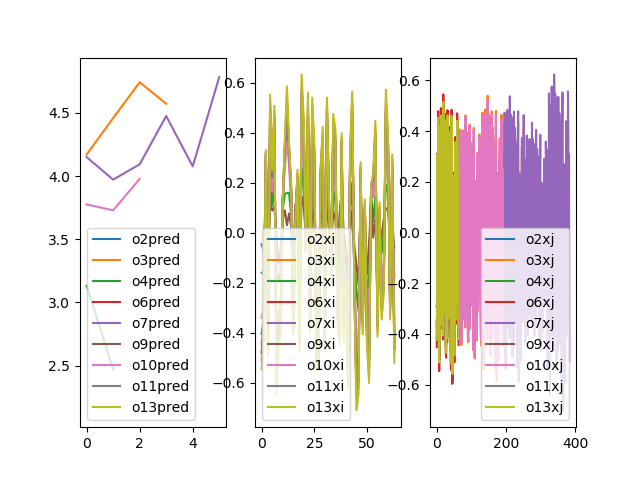 4.5
4.0
3.5
3.0
2.5
0
2
4
o2pred
o3pred
o4pred
o6pred
o7pred
o9pred
o10pred
o11pred
o13pred
0.6
0.4
0.2
0.0
−0.2
−0.4
−0.6
0
25
50
o2xi
o3xi
o4xi
o6xi
o7xi
o9xi
o10xi
o11xi
o13xi
0.6
0.4
0.2
0.0
−0.2
−0.4
−0.6
0
200
400
o2xj
o3xj
o4xj
o6xj
o7xj
o9xj
o10xj
o11xj
o13xj